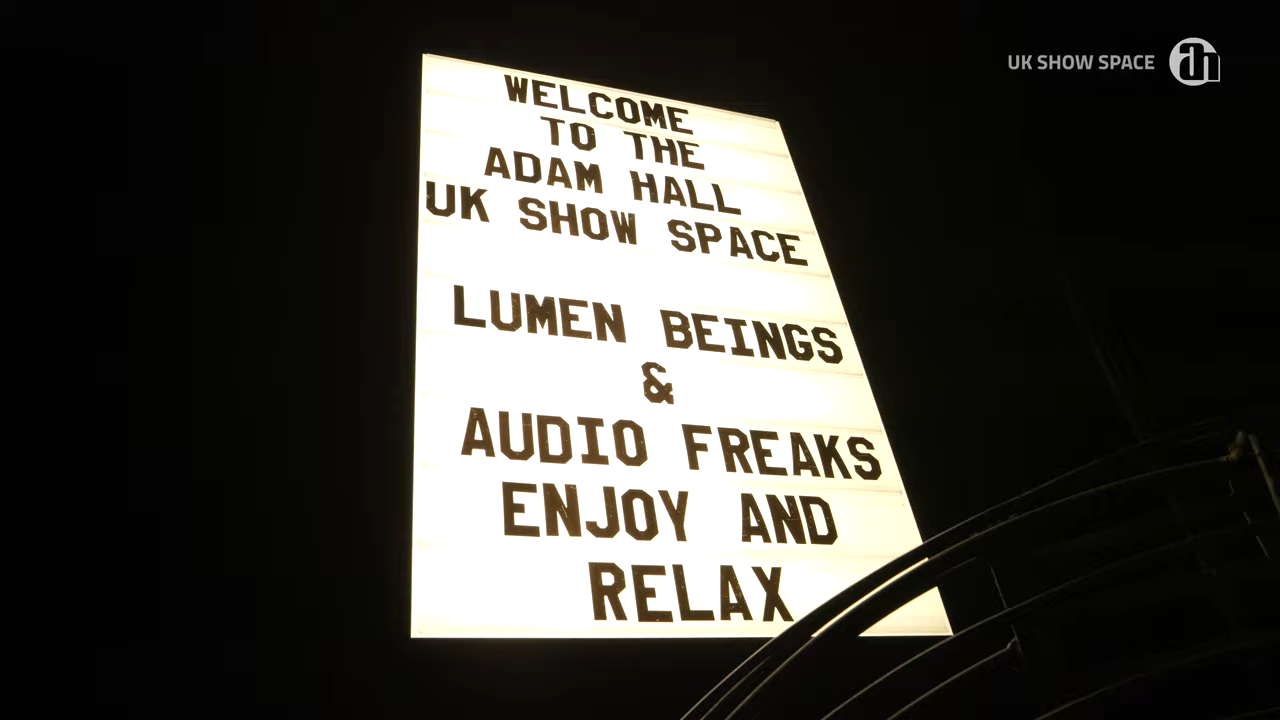 UK SHOW SPACE
WELCOME
TO THE
ADAM HALL
UK SHOW SPACE
LUMEN BEINGS
&
AUDIO FREAKS
ENJOY AND
RELAX